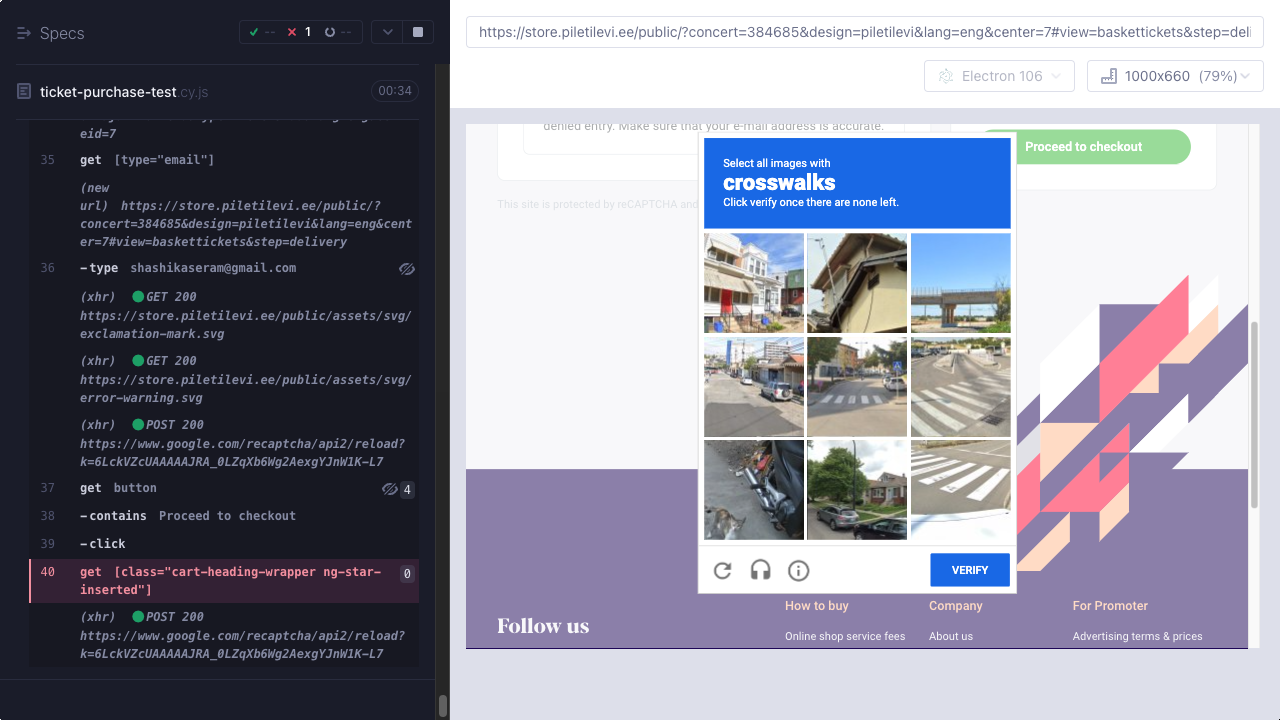 Specs
-- 1 --
ticket-purchase-test.cy.js 00:34
eid=7
35 get [type="email"]
(new
url) https://store.piletilevi.ee/public/?
concert=384685&design=piletilevi&lang=eng&cent
er=7#view=baskettickets&step=delivery
36 -type shashikaseram@gmail.com
(xhr) GET 200
https://store.piletilevi.ee/public/assets/svg/
exclamation-mark.svg
(xhr) GET 200
https://store.piletilevi.ee/public/assets/svg/
error-warning.svg
(xhr) POST 200
https://www.google.com/recaptcha/api2/reload?
k=6LckVZcUAAAAAJRA_0LZqXb6Wg2AexgYJnW1K-L7
37 get button 4
38 -contains Proceed to checkout
39 -click
40 get [class="cart-heading-wrapper ng-star-
inserted"] 0
(xhr) POST 200
https://www.google.com/recaptcha/api2/reload?
k=6LckVZcUAAAAAJRA_0LZqXb6Wg2AexgYJnW1K-L7
https://store.piletilevi.ee/public/?concert=384685&design=piletilevi&lang=eng&center=7#view=baskettickets&step=deli
Electron 106
1000x660 (79%)
denied entry. Make sure that your e-mail address is accurate.
Proceed to checkout
This site is protected by reCAPTCHA and
Select all images with
crosswalks
Click verify once there are none left.
VERIFY
Follow us
How to buy
Online shop service fees
Company
About us
For Promoter
Advertising terms & prices